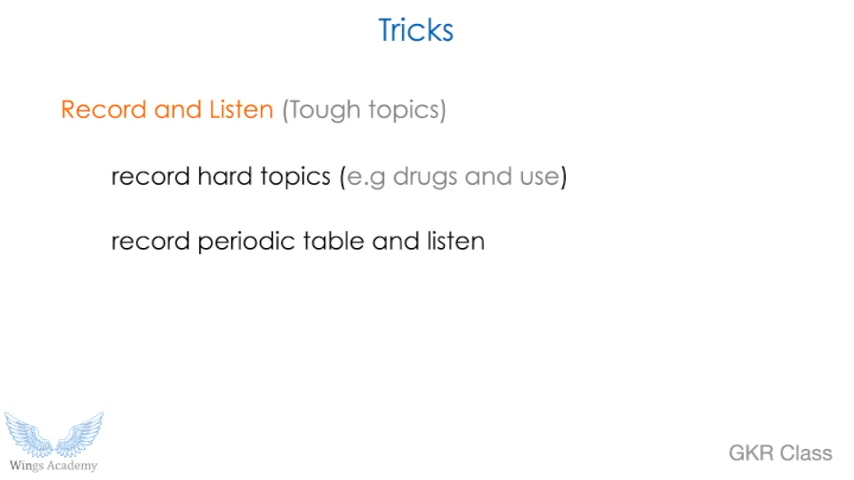 Tricks
Record and Listen (Tough topics)
record hard topics (e.g drugs and use)
record periodic table and listen
Wings Academy
GKR Class